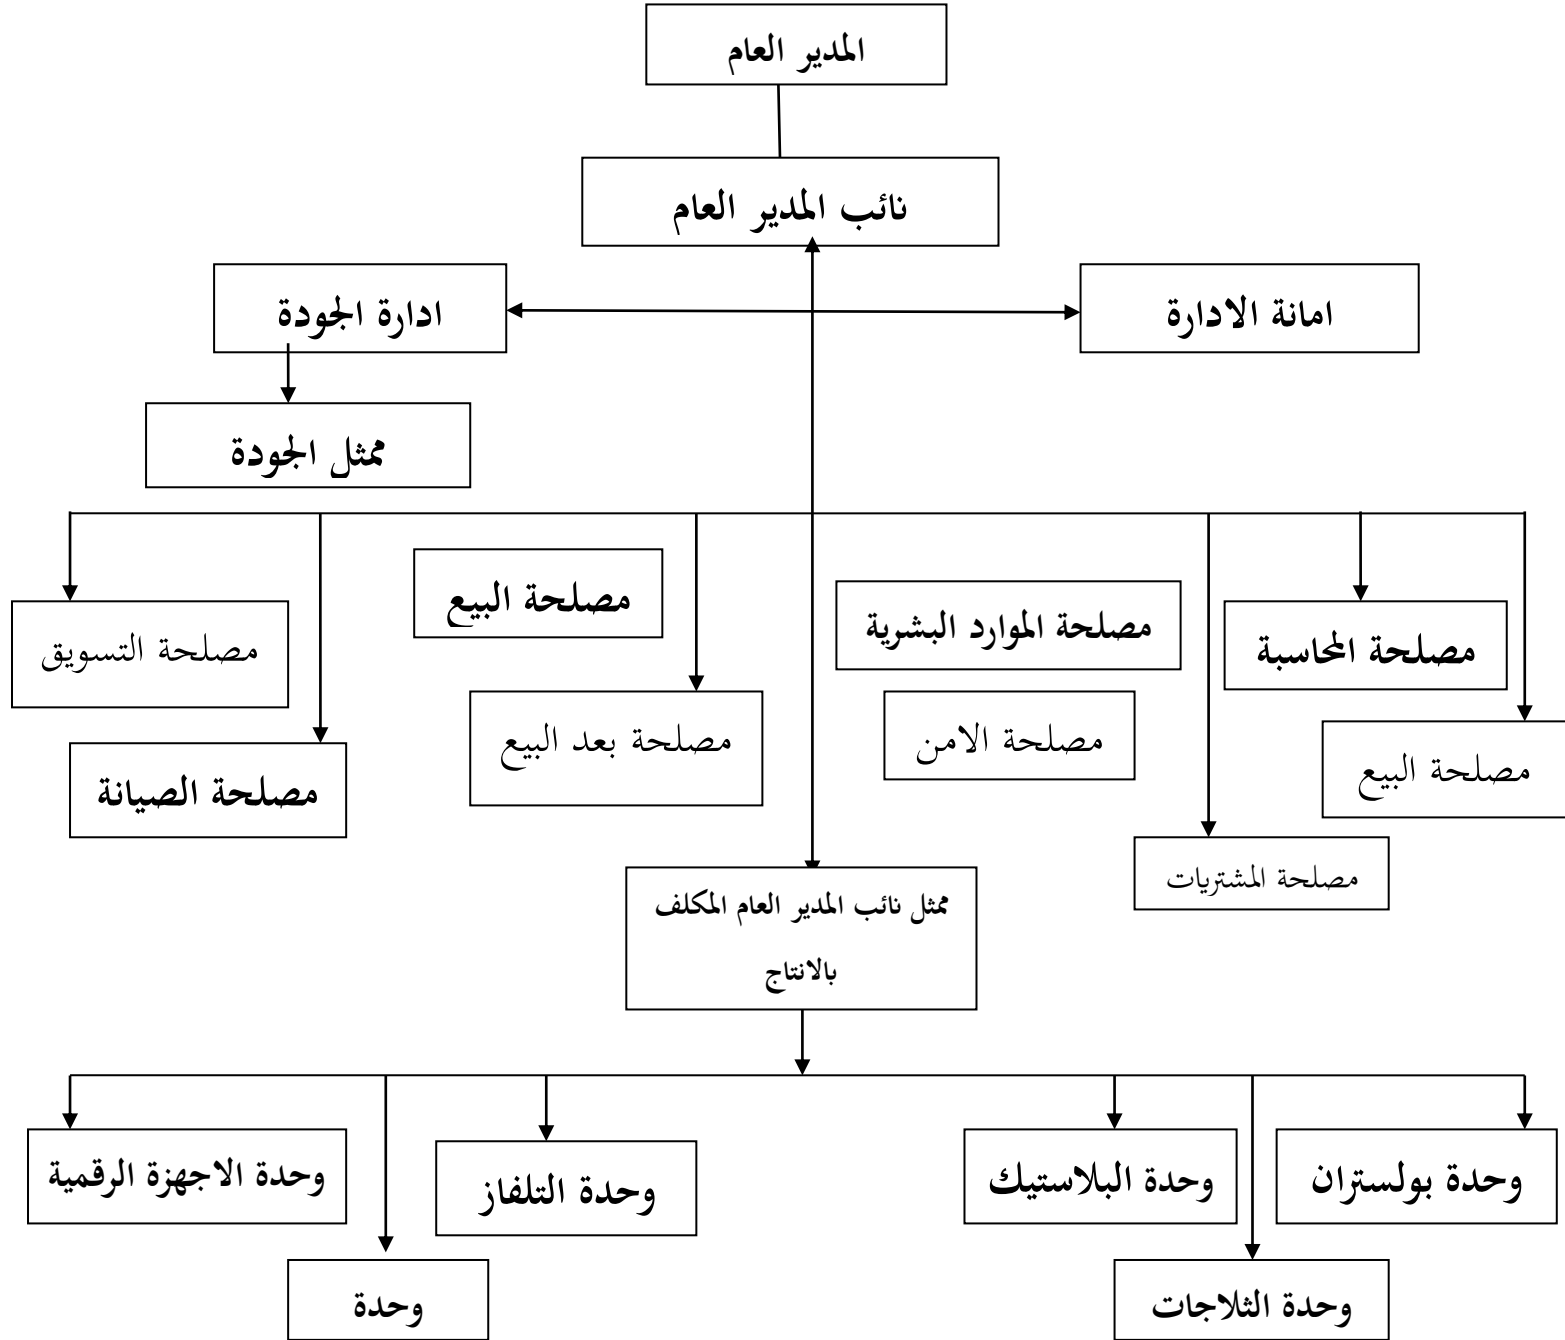 المدير العام
نائب المدير العام
امانة الادارة
ادارة الجودة
ممثل الجودة
مصلحة البيع
مصلحة الموارد البشرية
مصلحة المحاسبة
مصلحة التسويق
مصلحة الامن
مصلحة بعد البيع
مصلحة البيع
مصلحة الصيانة
مصلحة المشتريات
ممثل نائب المدير العام المكلف
بالانتاج
وحدة بولستران
وحدة البلاستيك
وحدة التلفاز
وحدة الاجهزة الرقمية
وحدة الثلاجات
وحدة